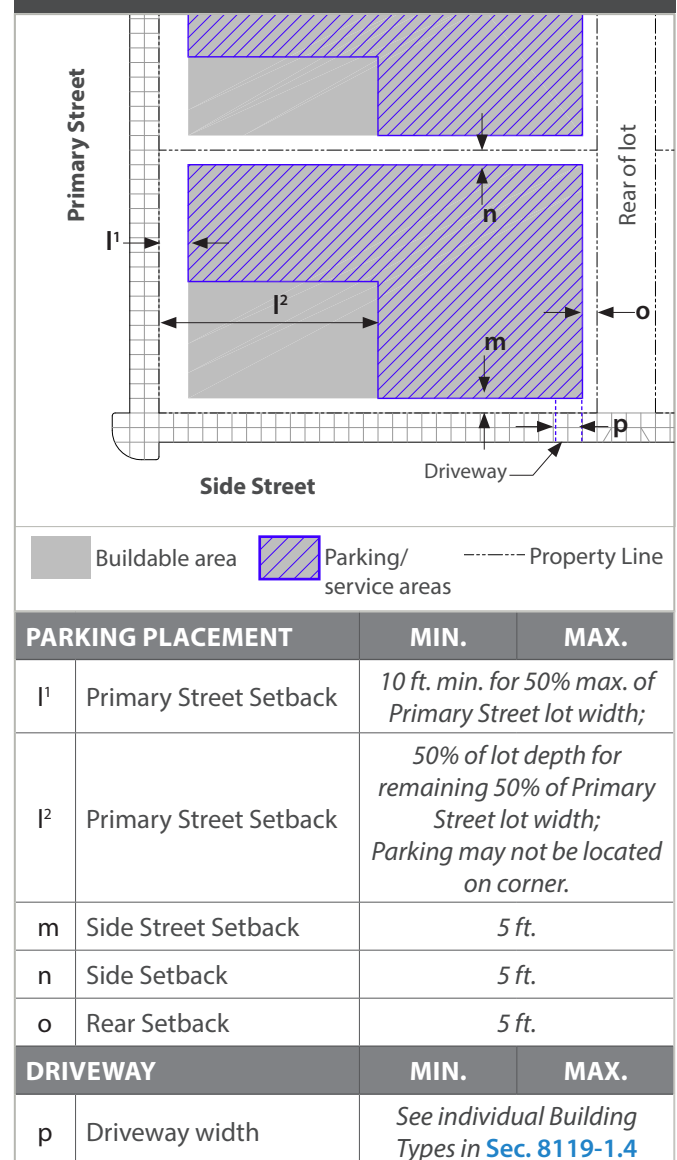 Primary Street
Rear of lot
l¹
n
l²
o
m
p
Driveway
Side Street
Buildable area
Parking/
service areas
Property Line
PARKING PLACEMENT MIN. MAX.
l¹ Primary Street Setback 10 ft. min. for 50% max. of
Primary Street lot width;
l² Primary Street Setback 50% of lot depth for
remaining 50% of Primary
Street lot width;
Parking may not be located
on corner.
m Side Street Setback 5 ft.
n Side Setback 5 ft.
o Rear Setback 5 ft.
DRIVEWAY MIN. MAX.
p Driveway width See individual Building
Types in Sec. 8119-1.4